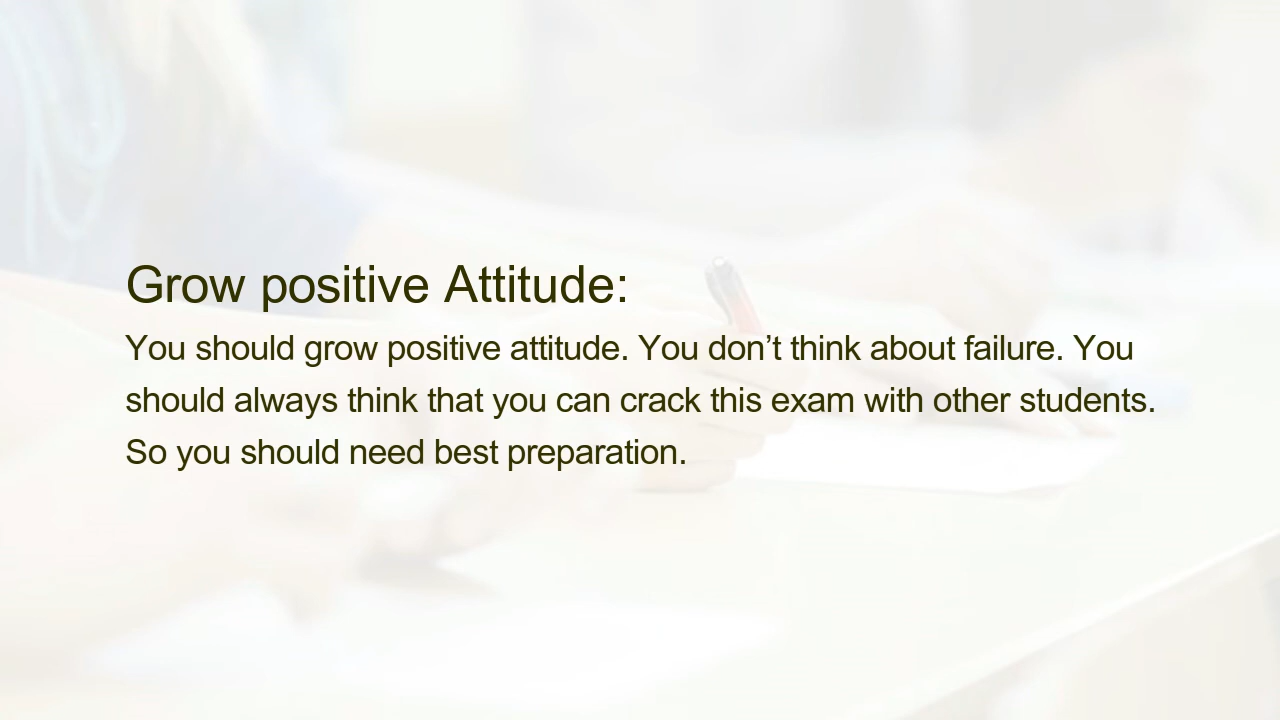 Grow positive Attitude:
You should grow positive attitude. You don’t think about failure. You
should always think that you can crack this exam with other students.
So you should need best preparation.